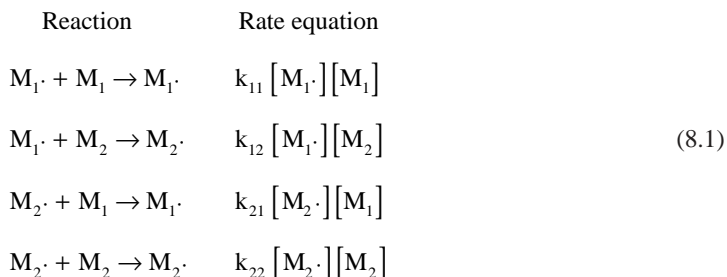 Reaction Rate equation
M₁· + M₁ → M₁· k₁₁ [M₁·][M₁]
M₁· + M₂ → M₂· k₁₂ [M₁·][M₂] (8.1)
M₂· + M₁ → M₁· k₂₁ [M₂·][M₁]
M₂· + M₂ → M₂· k₂₂ [M₂·][M₂]